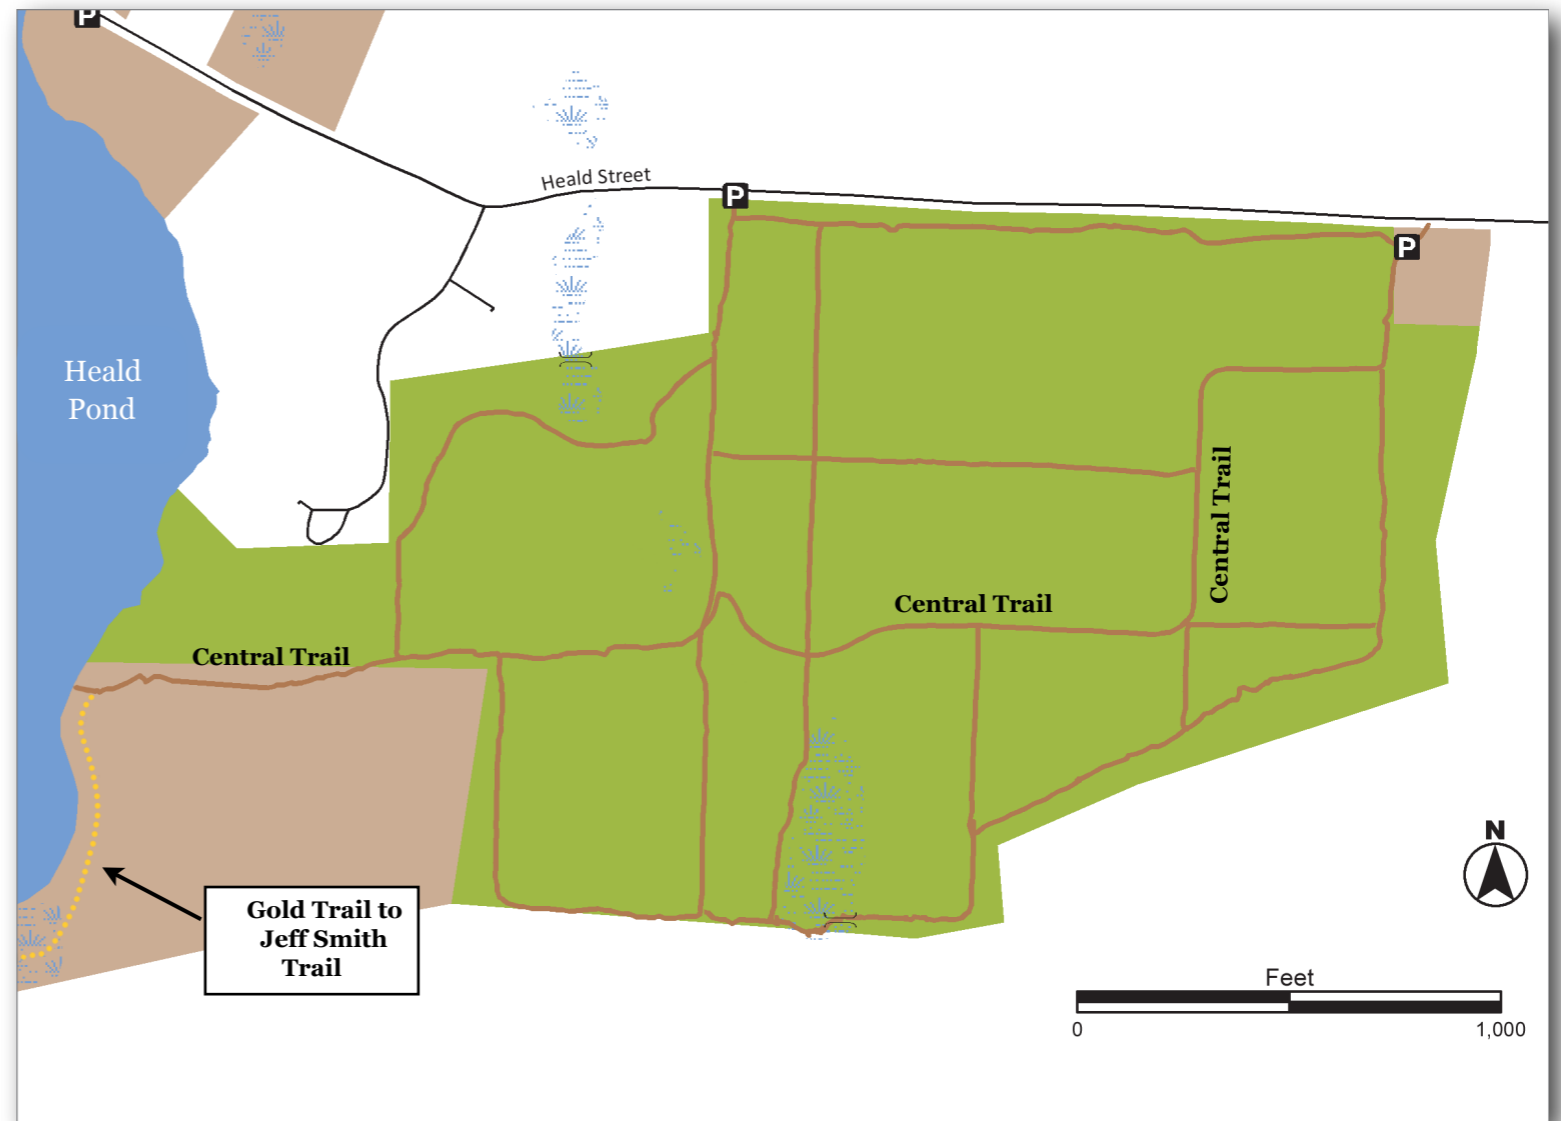 P
Heald Street
P
P
Heald
Pond
Central Trail
Central Trail
Central Trail
N
Gold Trail to
Jeff Smith
Trail
Feet
0
1,000